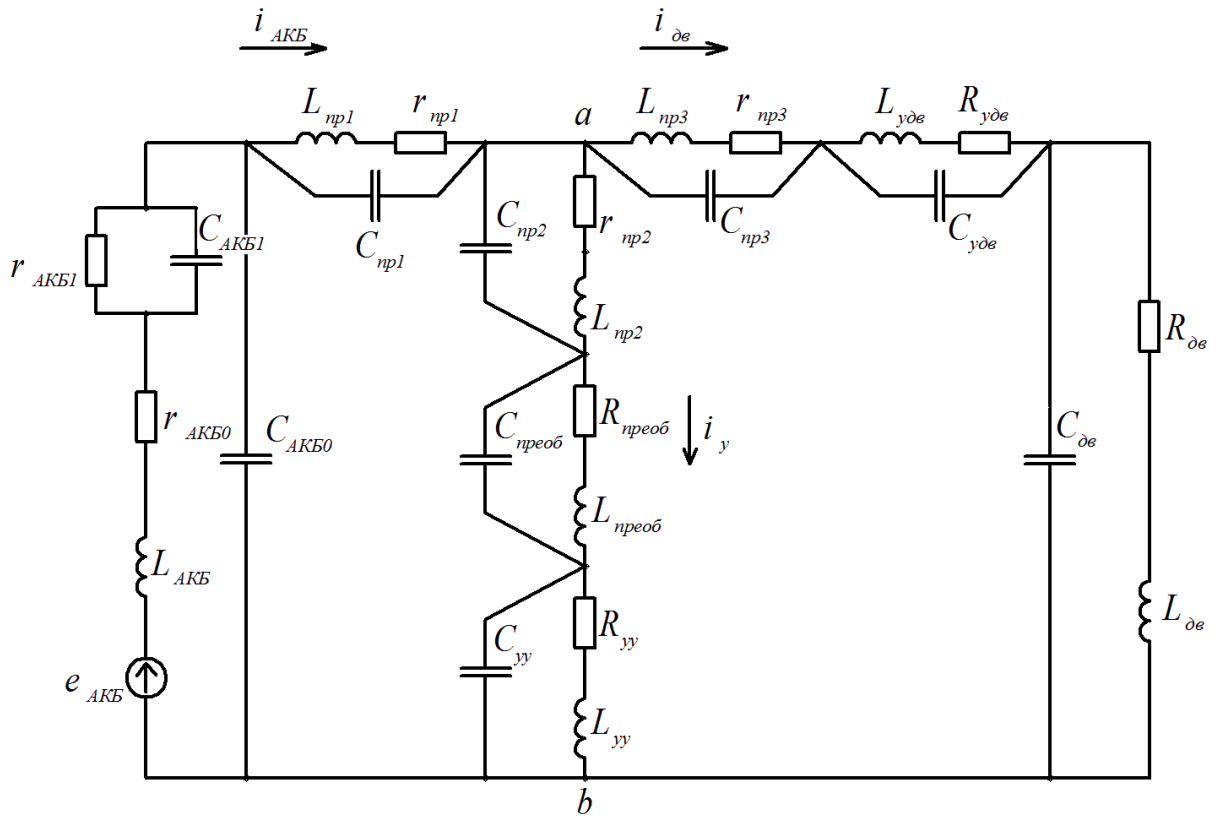 i АКБ
i дв
L пр1
r пр1
a
L пр3
r пр3
L удв
R удв
C пр1
C пр2
r пр2
C пр3
C удв
r АКБ1
C АКБ1
L пр2
R дв
r АКБ0
C АКБ0
C преоб
R преоб
i у
C дв
L преоб
L АКБ
C уу
R уу
L дв
e АКБ
L уу
b